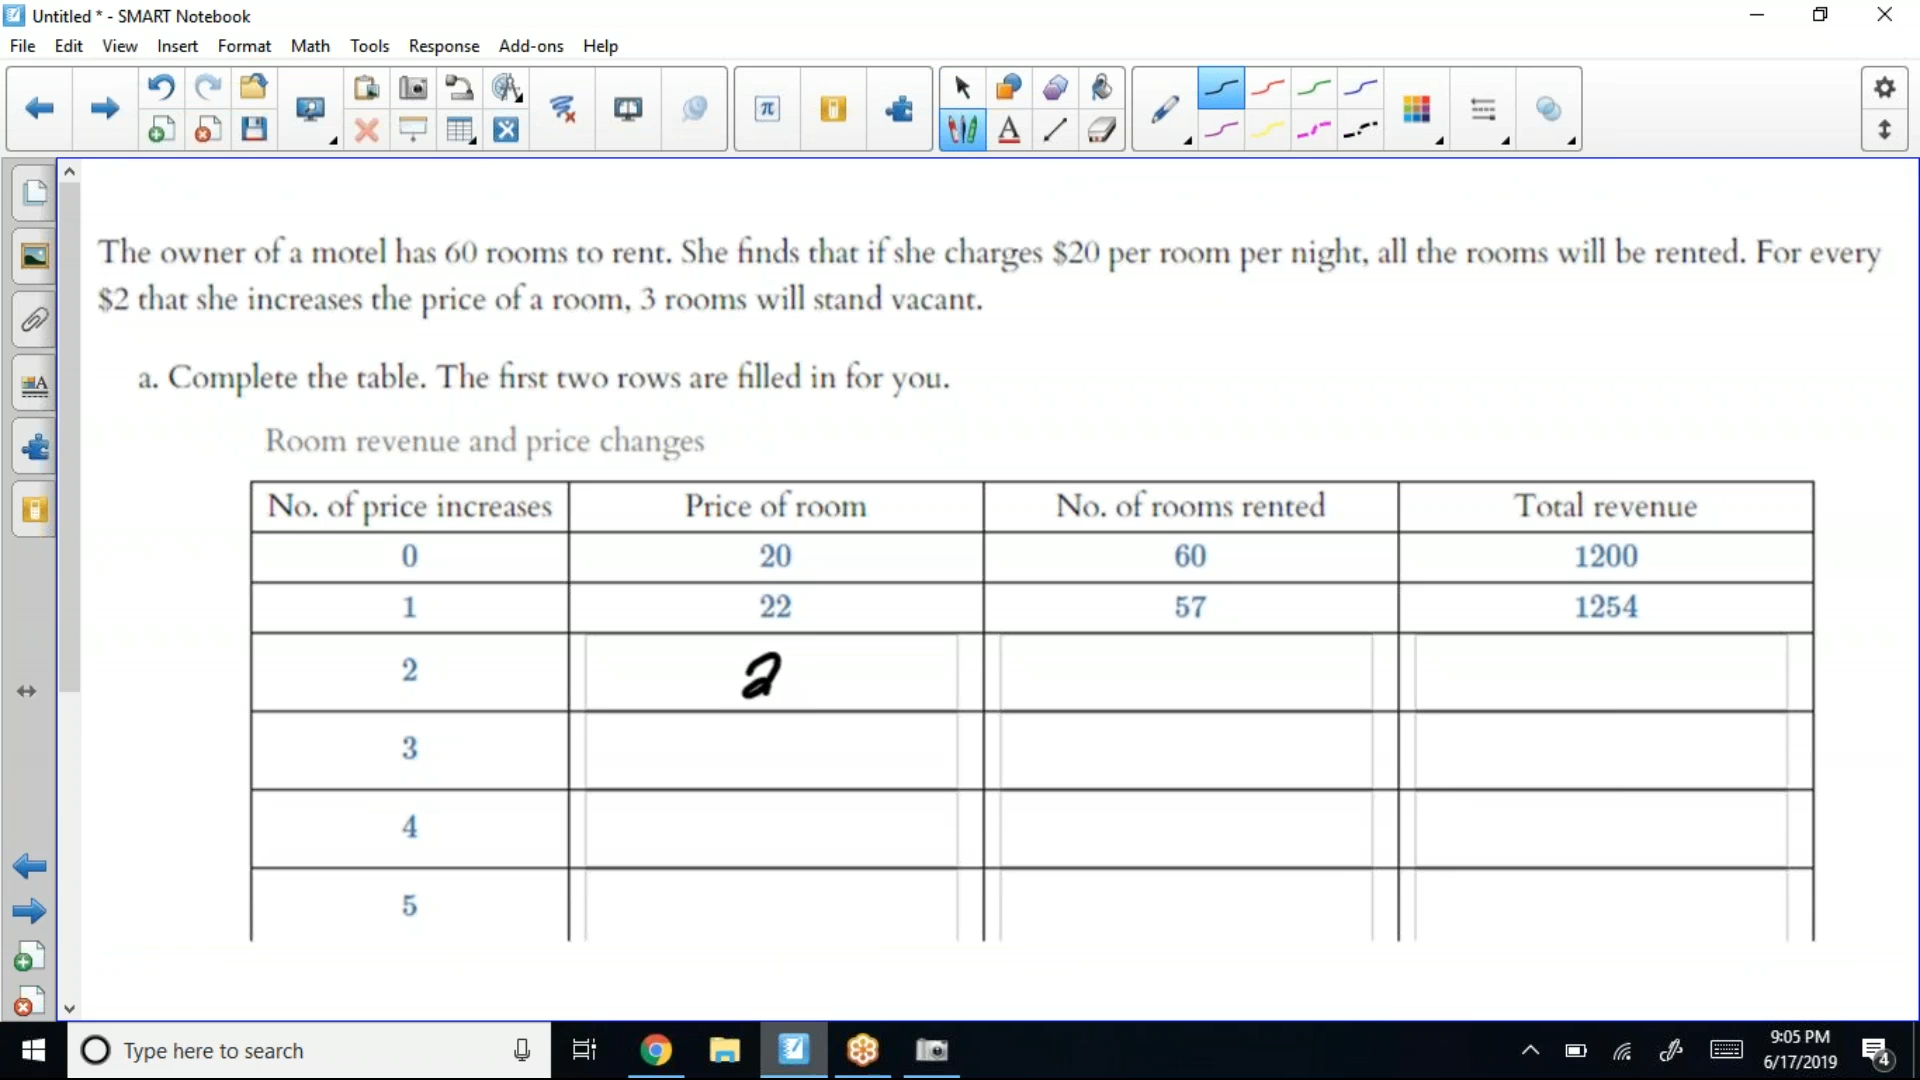 Untitled * - SMART Notebook
File Edit View Insert Format Math Tools Response Add-ons Help
π
A
A
The owner of a motel has 60 rooms to rent. She finds that if she charges $20 per room per night, all the rooms will be rented. For every
$2 that she increases the price of a room, 3 rooms will stand vacant.
a. Complete the table. The first two rows are filled in for you.
Room revenue and price changes
No. of price increases Price of room No. of rooms rented Total revenue
0 20 60 1200
1 22 57 1254
2 2
3
4
5
Type here to search
9:05 PM
6/17/2019
4